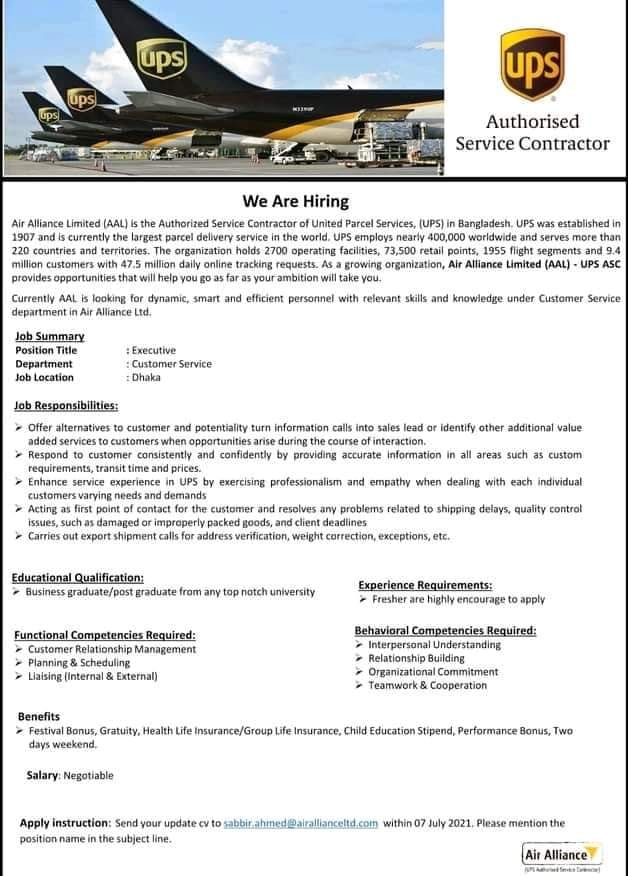 ups
ups
ups
N339UP
ups
Authorised
Service Contractor
We Are Hiring
Air Alliance Limited (AAL) is the Authorized Service Contractor of United Parcel Services, (UPS) in Bangladesh. UPS was established in
1907 and is currently the largest parcel delivery service in the world. UPS employs nearly 400,000 worldwide and serves more than
220 countries and territories. The organization holds 2700 operating facilities, 73,500 retail points, 1955 flight segments and 9.4
million customers with 47.5 million daily online tracking requests. As a growing organization, Air Alliance Limited (AAL) - UPS ASC
provides opportunities that will help you go as far as your ambition will take you.
Currently AAL is looking for dynamic, smart and efficient personnel with relevant skills and knowledge under Customer Service
department in Air Alliance Ltd.
Job Summary
Position Title : Executive
Department : Customer Service
Job Location : Dhaka
Job Responsibilities:
➢ Offer alternatives to customer and potentiality turn information calls into sales lead or identify other additional value
added services to customers when opportunities arise during the course of interaction.
➢ Respond to customer consistently and confidently by providing accurate information in all areas such as custom
requirements, transit time and prices.
➢ Enhance service experience in UPS by exercising professionalism and empathy when dealing with each individual
customers varying needs and demands
➢ Acting as first point of contact for the customer and resolves any problems related to shipping delays, quality control
issues, such as damaged or improperly packed goods, and client deadlines
➢ Carries out export shipment calls for address verification, weight correction, exceptions, etc.
Educational Qualification:
➢ Business graduate/post graduate from any top notch university
Experience Requirements:
➢ Fresher are highly encourage to apply
Functional Competencies Required:
➢ Customer Relationship Management
➢ Planning & Scheduling
➢ Liaising (Internal & External)
Behavioral Competencies Required:
➢ Interpersonal Understanding
➢ Relationship Building
➢ Organizational Commitment
➢ Teamwork & Cooperation
Benefits
➢ Festival Bonus, Gratuity, Health Life Insurance/Group Life Insurance, Child Education Stipend, Performance Bonus, Two
days weekend.
Salary: Negotiable
Apply instruction: Send your update cv to sabbir.ahmed@airallianceltd.com within 07 July 2021. Please mention the
position name in the subject line.
Air Alliance
(UPS Authorised Service Contractor)